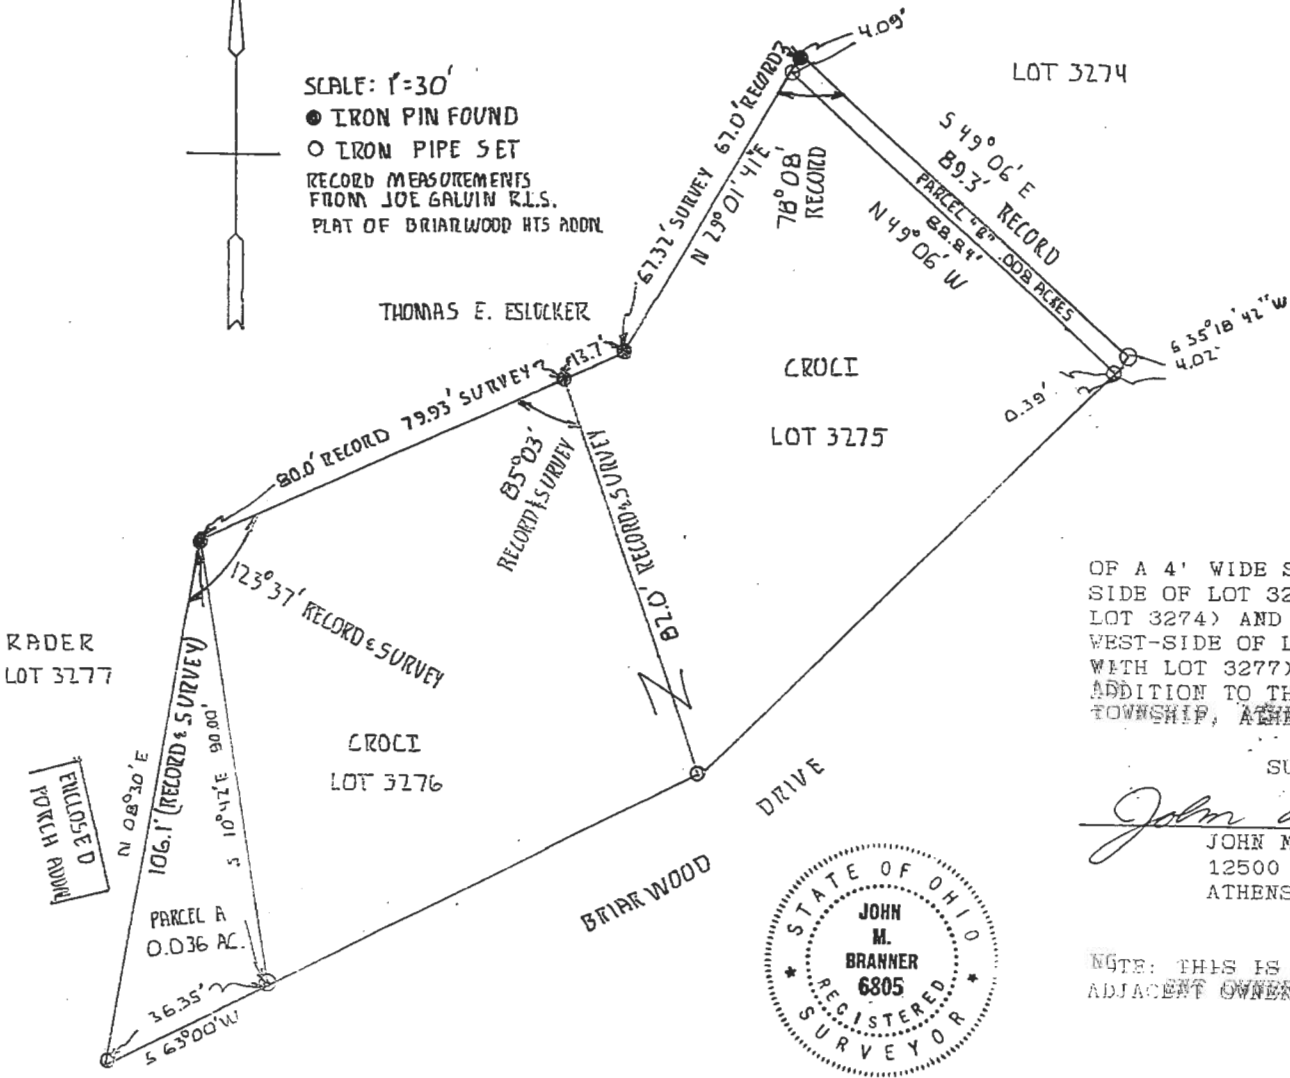 SCALE: 1"=30'
● IRON PIN FOUND
○ IRON PIPE SET
RECORD MEASUREMENTS
FROM JOE GALVIN R.L.S.
PLAT OF BRIARWOOD HTS ADDN.
4.09'
LOT 3274
67.32' SURVEY 67.0' RECORD
N 29° 01' 41" E
78° 08'
RECORD
S 49° 06' E
89.3' RECORD
PARCEL "B" .008 ACRES
88.84'
N 49° 06' W
S 35° 18' 42" W
4.02'
0.39'
THOMAS E. ESLOCKER
13.7'
80.0' RECORD 79.93' SURVEY
85° 03'
RECORD & SURVEY
82.0' RECORD & SURVEY
CROCI
LOT 3275
123° 37' RECORD & SURVEY
RADER
LOT 3277
N 08° 30' E
106.1' (RECORD & SURVEY)
S 10° 42' E 90.00'
CROCI
LOT 3276
ENCLOSED
PORCH ADDN
PARCEL A
0.036 AC.
36.35'
S 63° 00' W
BRIARWOOD DRIVE
OF A 4' WIDE S
SIDE OF LOT 32
LOT 3274) AND
WEST-SIDE OF L
WITH LOT 3277)
ADDITION TO TH
TOWNSHIP, ATHE
SU
John
JOHN M
12500
ATHENS
STATE OF OHIO
JOHN
M.
BRANNER
6805
REGISTERED
SURVEYOR
NOTE: THIS IS
ADJACENT OWNER